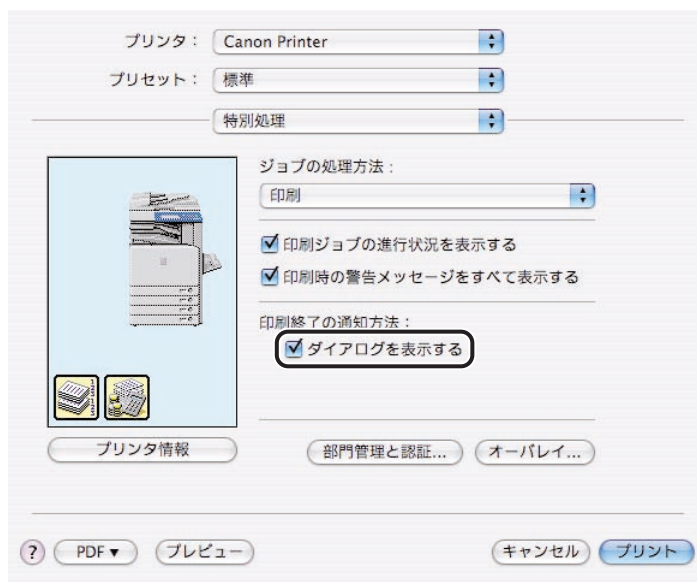 プリンタ： Canon Printer
プリセット： 標準
特別処理
ジョブの処理方法：
印刷
印刷ジョブの進行状況を表示する
印刷時の警告メッセージをすべて表示する
印刷終了の通知方法：
ダイアログを表示する
プリンタ情報 部門管理と認証... オーバレイ...
? PDF▼ プレビュー キャンセル プリント